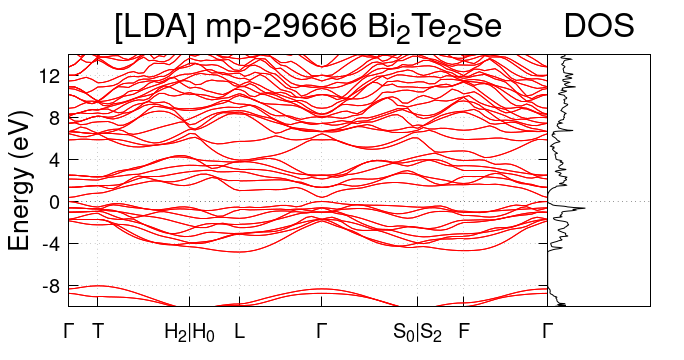 [LDA] mp-29666 Bi₂Te₂Se DOS
Energy (eV)
12
8
4
0
-4
-8
Γ T H₂|H₀ L Γ S₀|S₂ F Γ